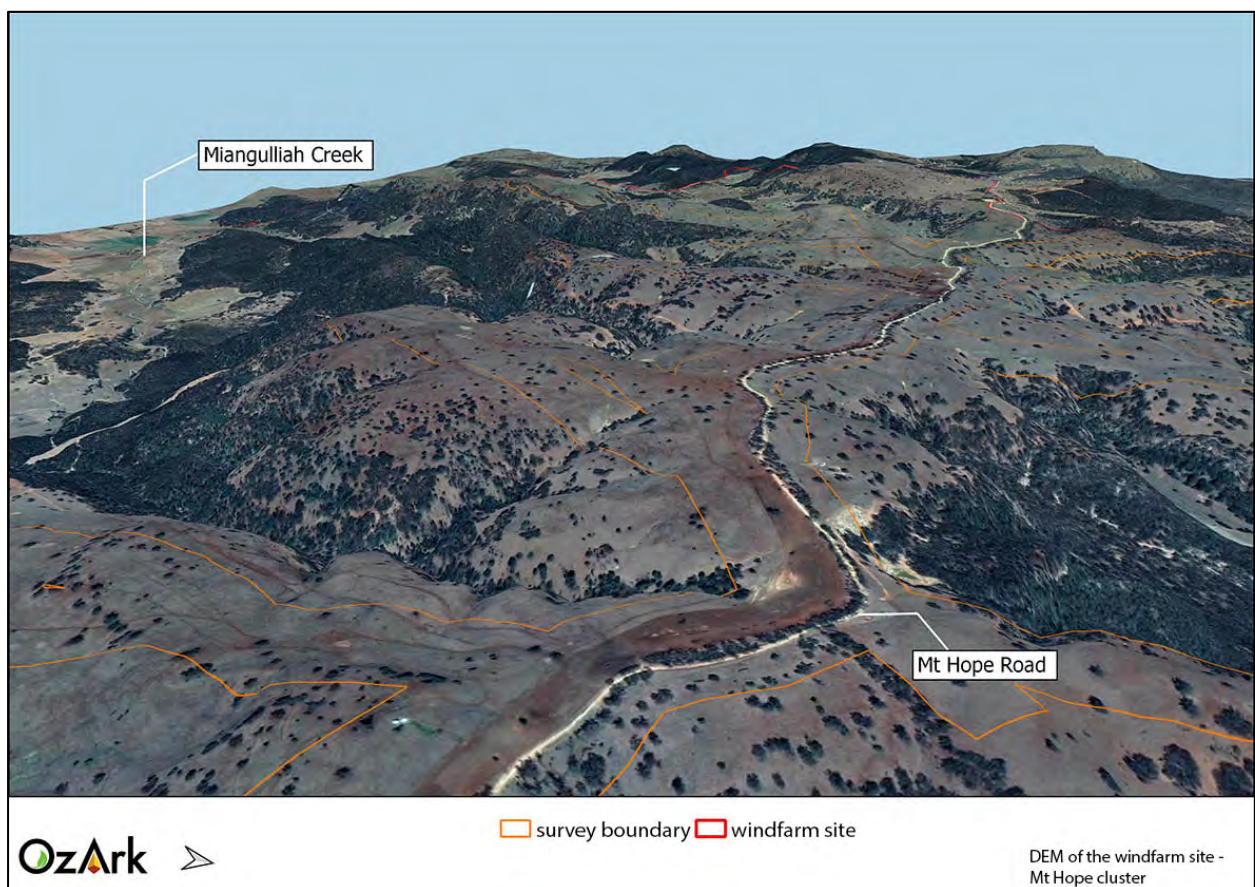 Miangulliah Creek
Mt Hope Road
survey boundary windfarm site
OzArk
DEM of the windfarm site -
Mt Hope cluster